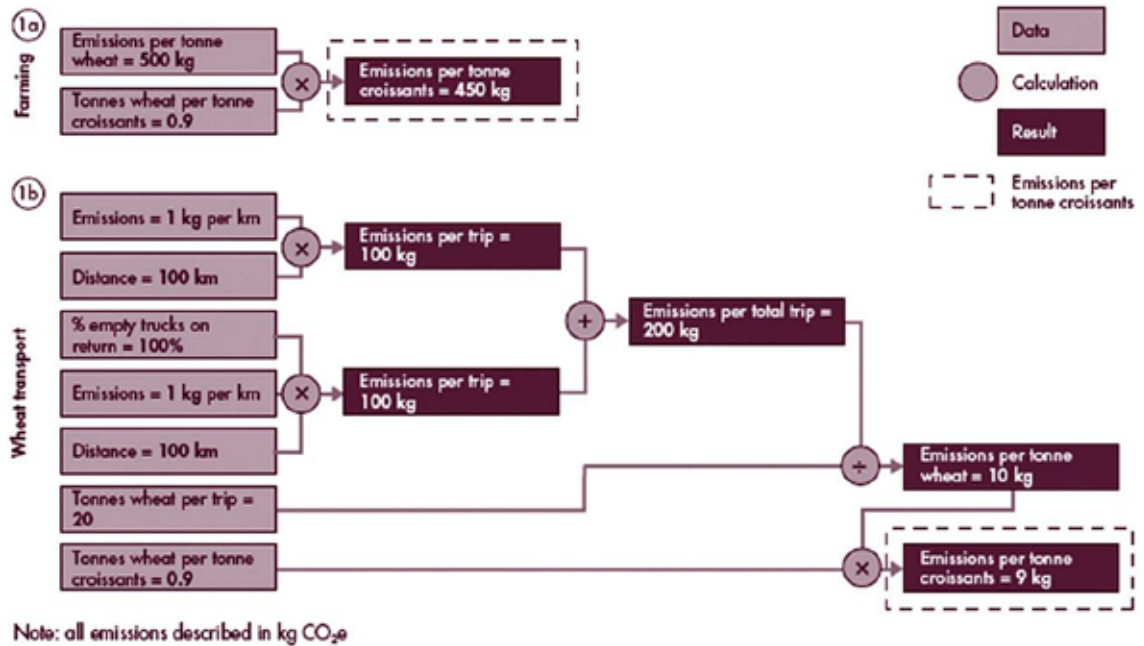 1a
Farming
Emissions per tonne
wheat = 500 kg
Tonnes wheat per tonne
croissants = 0.9
×
Emissions per tonne
croissants = 450 kg
Data
Calculation
Result
Emissions per
tonne croissants
1b
Wheat transport
Emissions = 1 kg per km
Distance = 100 km
×
Emissions per trip =
100 kg
% empty trucks on
return = 100%
Emissions = 1 kg per km
Distance = 100 km
×
Emissions per trip =
100 kg
+
Emissions per total trip =
200 kg
Tonnes wheat per trip =
20
÷
Emissions per tonne
wheat = 10 kg
Tonnes wheat per tonne
croissants = 0.9
×
Emissions per tonne
croissants = 9 kg
Note: all emissions described in kg CO₂e